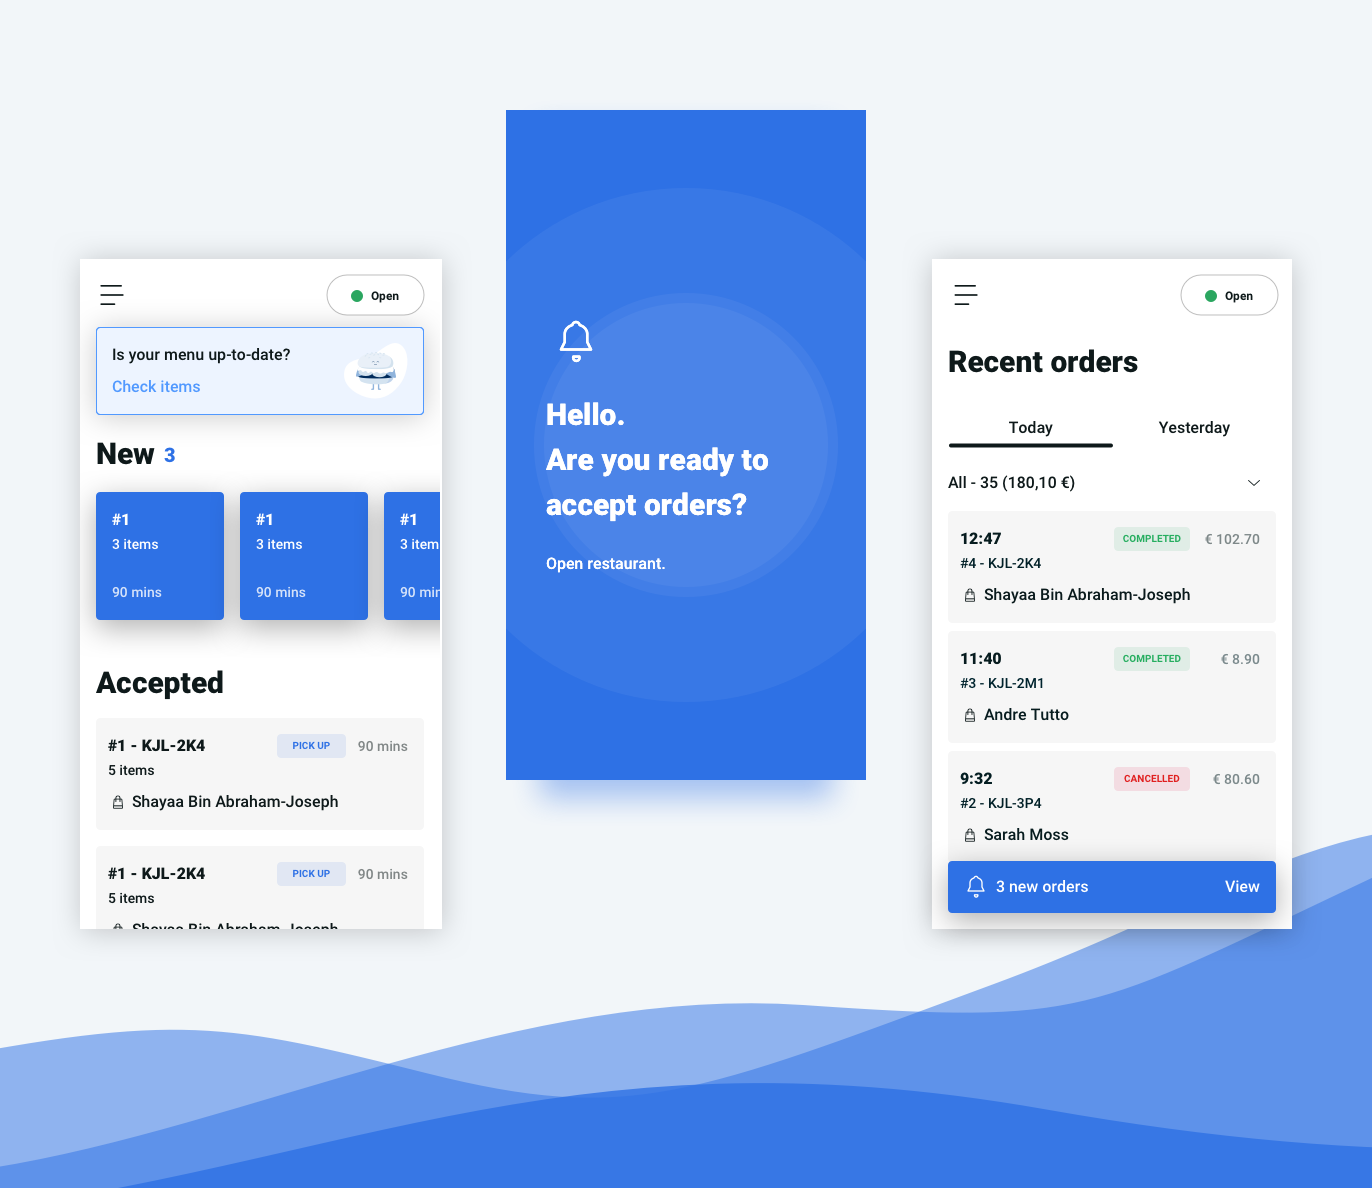 Open
Is your menu up-to-date?
Check items
New 3
#1 #1 #1
3 items 3 items 3 item
90 mins 90 mins 90 min
Accepted
#1 - KJL-2K4 PICK UP 90 mins
5 items
Shayaa Bin Abraham-Joseph
#1 - KJL-2K4 PICK UP 90 mins
5 items
Shayaa Bin Abraham-Joseph
Hello.
Are you ready to
accept orders?
Open restaurant.
Open
Recent orders
Today Yesterday
All - 35 (180,10 €)
12:47 COMPLETED € 102.70
#4 - KJL-2K4
Shayaa Bin Abraham-Joseph
11:40 COMPLETED € 8.90
#3 - KJL-2M1
Andre Tutto
9:32 CANCELLED € 80.60
#2 - KJL-3P4
Sarah Moss
3 new orders View